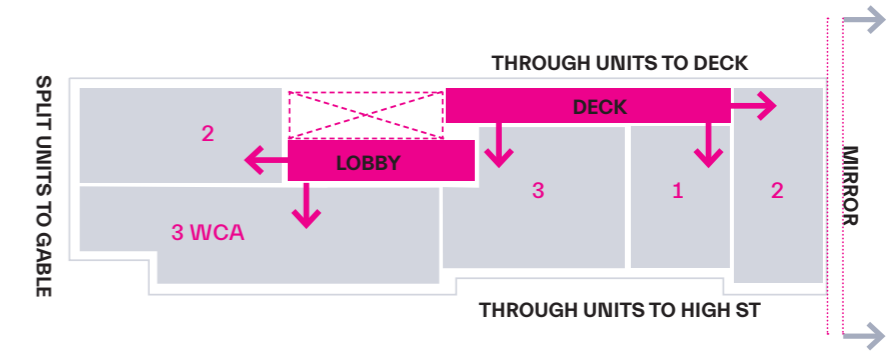 THROUGH UNITS TO DECK
SPLIT UNITS TO GABLE
DECK
2
LOBBY
3
1
2
MIRROR
3 WCA
THROUGH UNITS TO HIGH ST